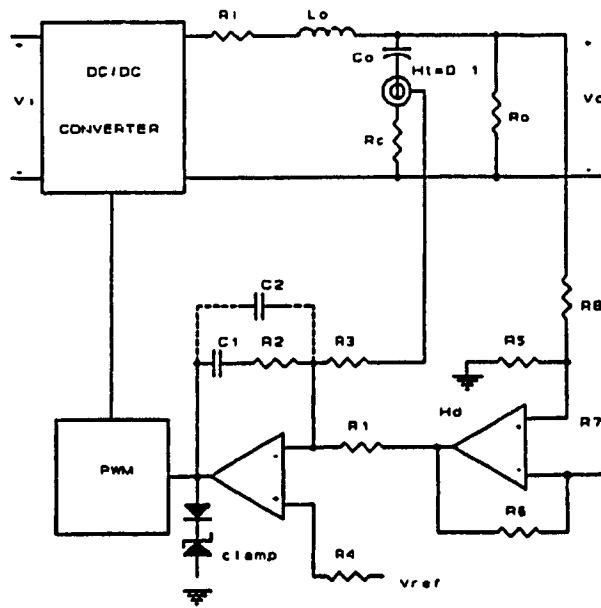 Ri
Lo
Co
Ht=0.1
DC/DC
CONVERTER
+
Vi
-
+
Vo
-
Ro
Rc
C2
C1
R2
R3
R8
R5
R7
Hd
R1
PWM
+
-
-
+
R6
clamp
R4
Vref